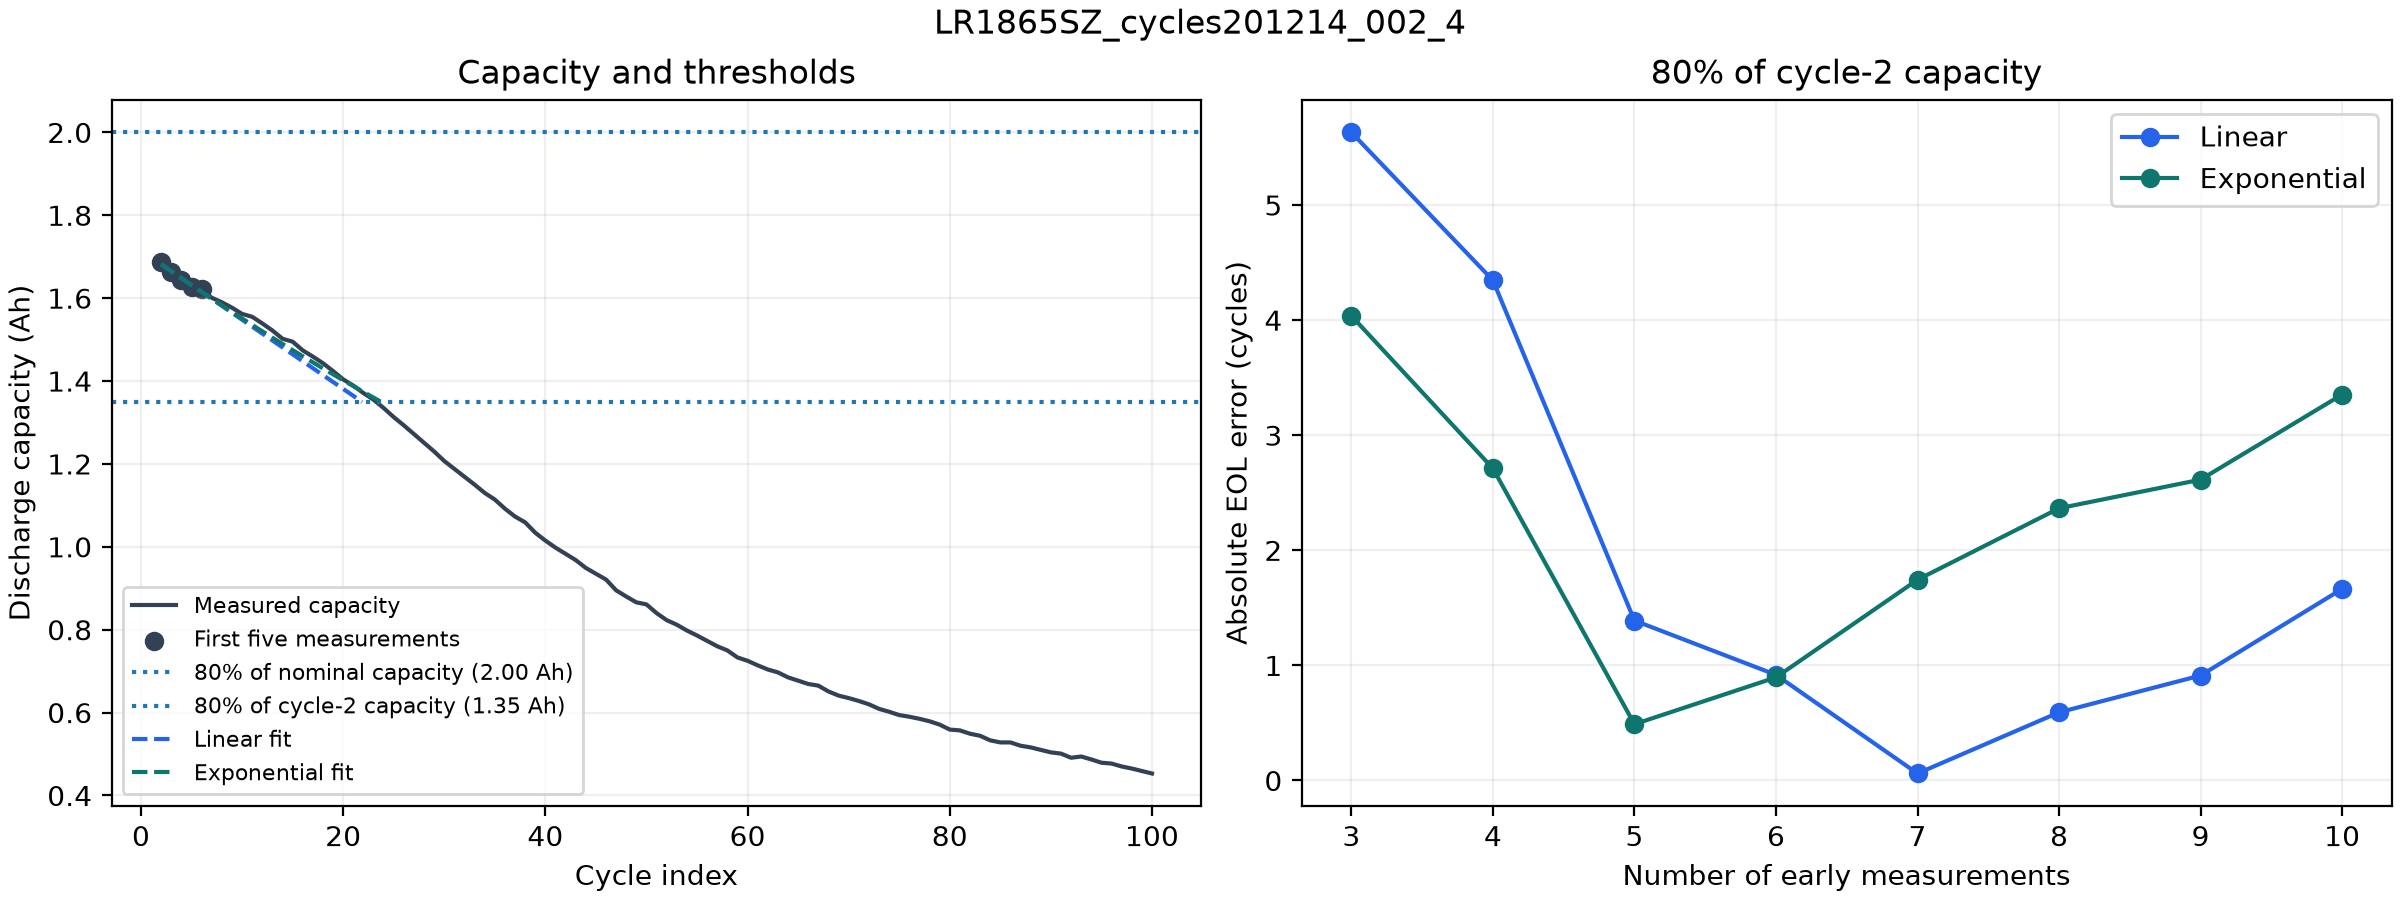 LR1865SZ_cycles201214_002_4
Capacity and thresholds
Discharge capacity (Ah)
2.0
1.8
1.6
1.4
1.2
1.0
0.8
0.6
0.4
Measured capacity
First five measurements
80% of nominal capacity (2.00 Ah)
80% of cycle-2 capacity (1.35 Ah)
Linear fit
Exponential fit
0 20 40 60 80 100
Cycle index
80% of cycle-2 capacity
Absolute EOL error (cycles)
5
4
3
2
1
0
Linear
Exponential
3 4 5 6 7 8 9 10
Number of early measurements